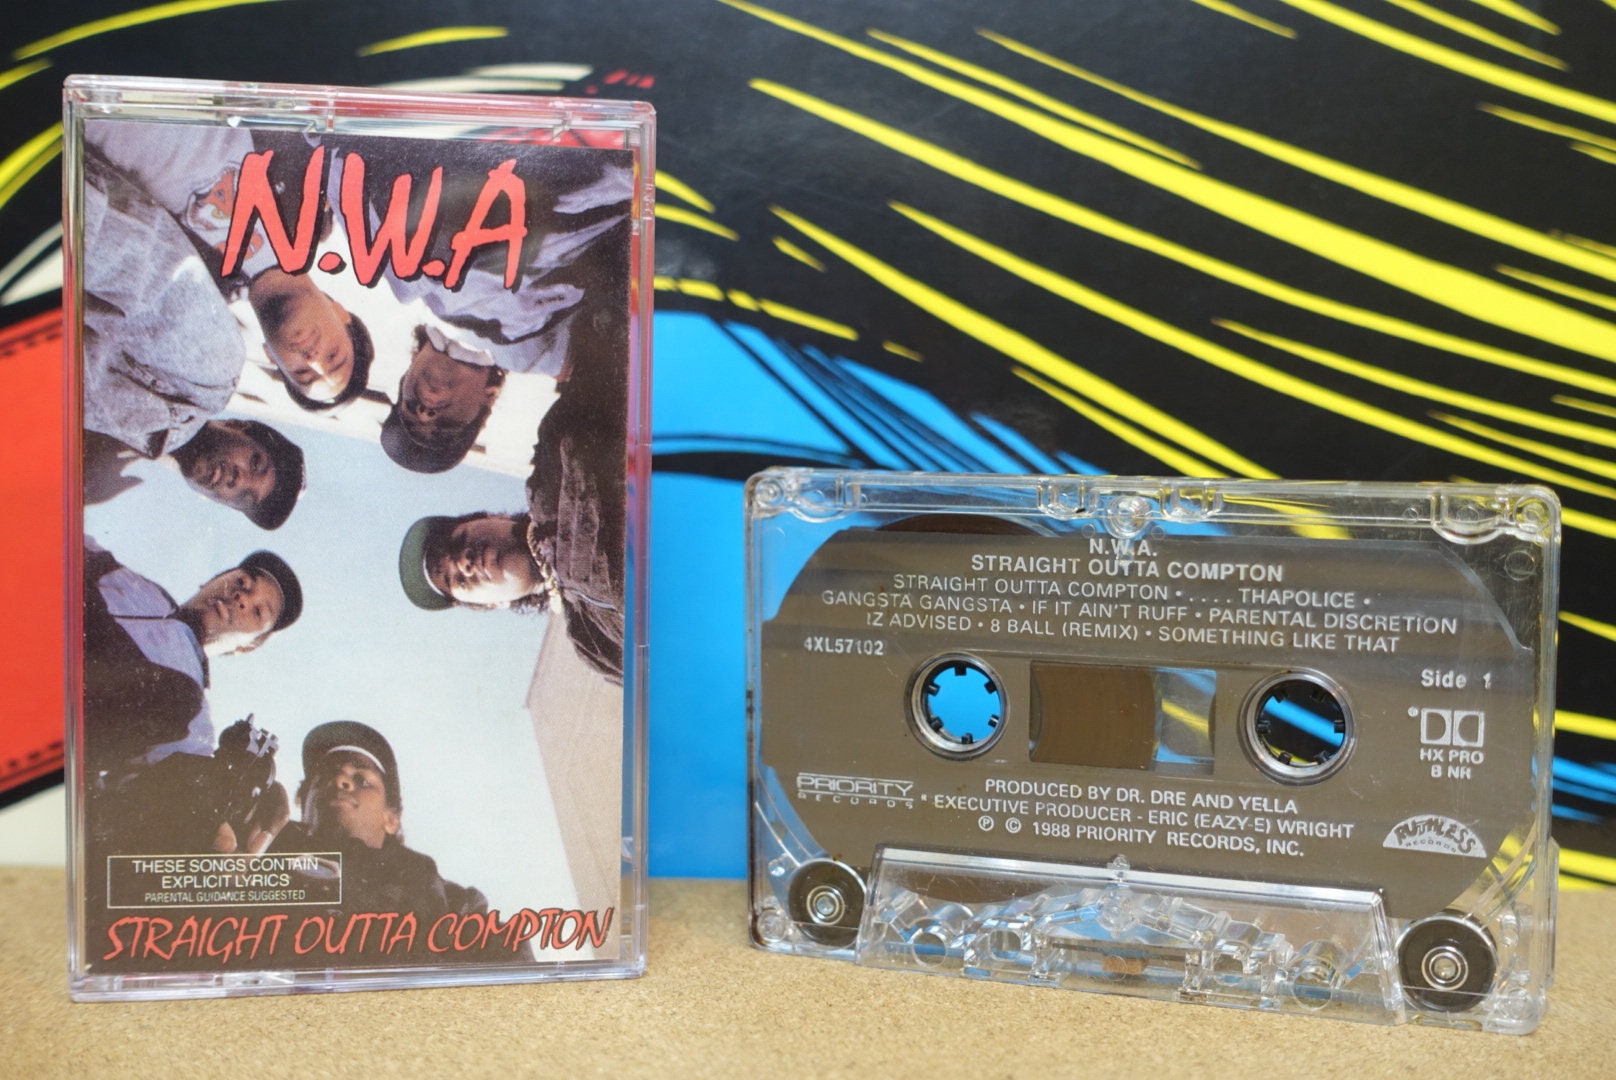 N.W.A
THESE SONGS CONTAIN
EXPLICIT LYRICS
PARENTAL GUIDANCE SUGGESTED
STRAIGHT OUTTA COMPTON
N.W.A.
STRAIGHT OUTTA COMPTON
STRAIGHT OUTTA COMPTON • . . . . THAPOLICE •
GANGSTA GANGSTA • IF IT AIN'T RUFF • PARENTAL DISCRETION
IZ ADVISED • 8 BALL (REMIX) • SOMETHING LIKE THAT
4XL57102
Side 1
HX PRO
B NR
PRIORITY
RECORDS
PRODUCED BY DR. DRE AND YELLA
EXECUTIVE PRODUCER - ERIC (EAZY-E) WRIGHT
℗ © 1988 PRIORITY RECORDS, INC.
RUTHLESS
RECORDS